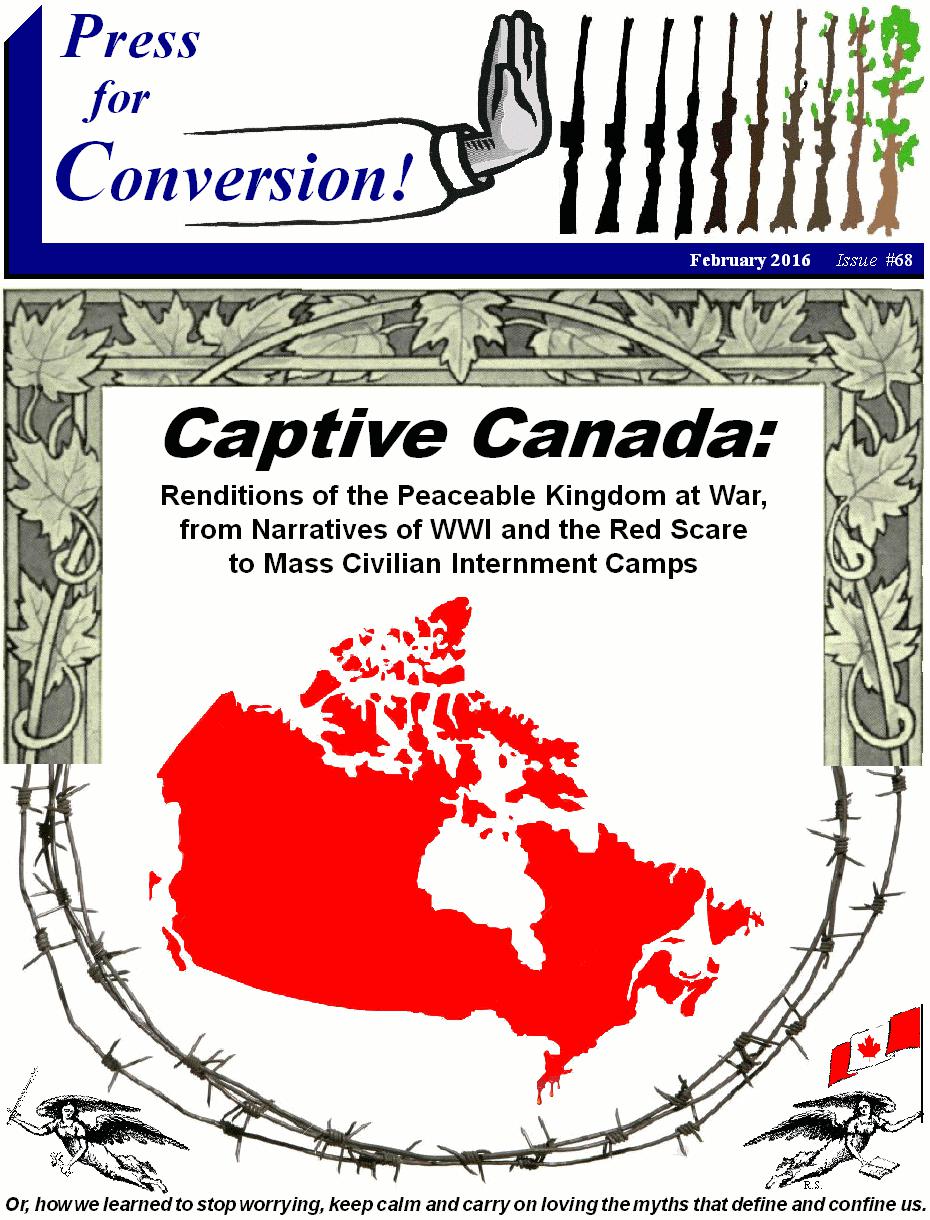 Press
for
Conversion!
February 2016 Issue #68
Captive Canada:
Renditions of the Peaceable Kingdom at War,
from Narratives of WWI and the Red Scare
to Mass Civilian Internment Camps
R.S.
Or, how we learned to stop worrying, keep calm and carry on loving the myths that define and confine us.